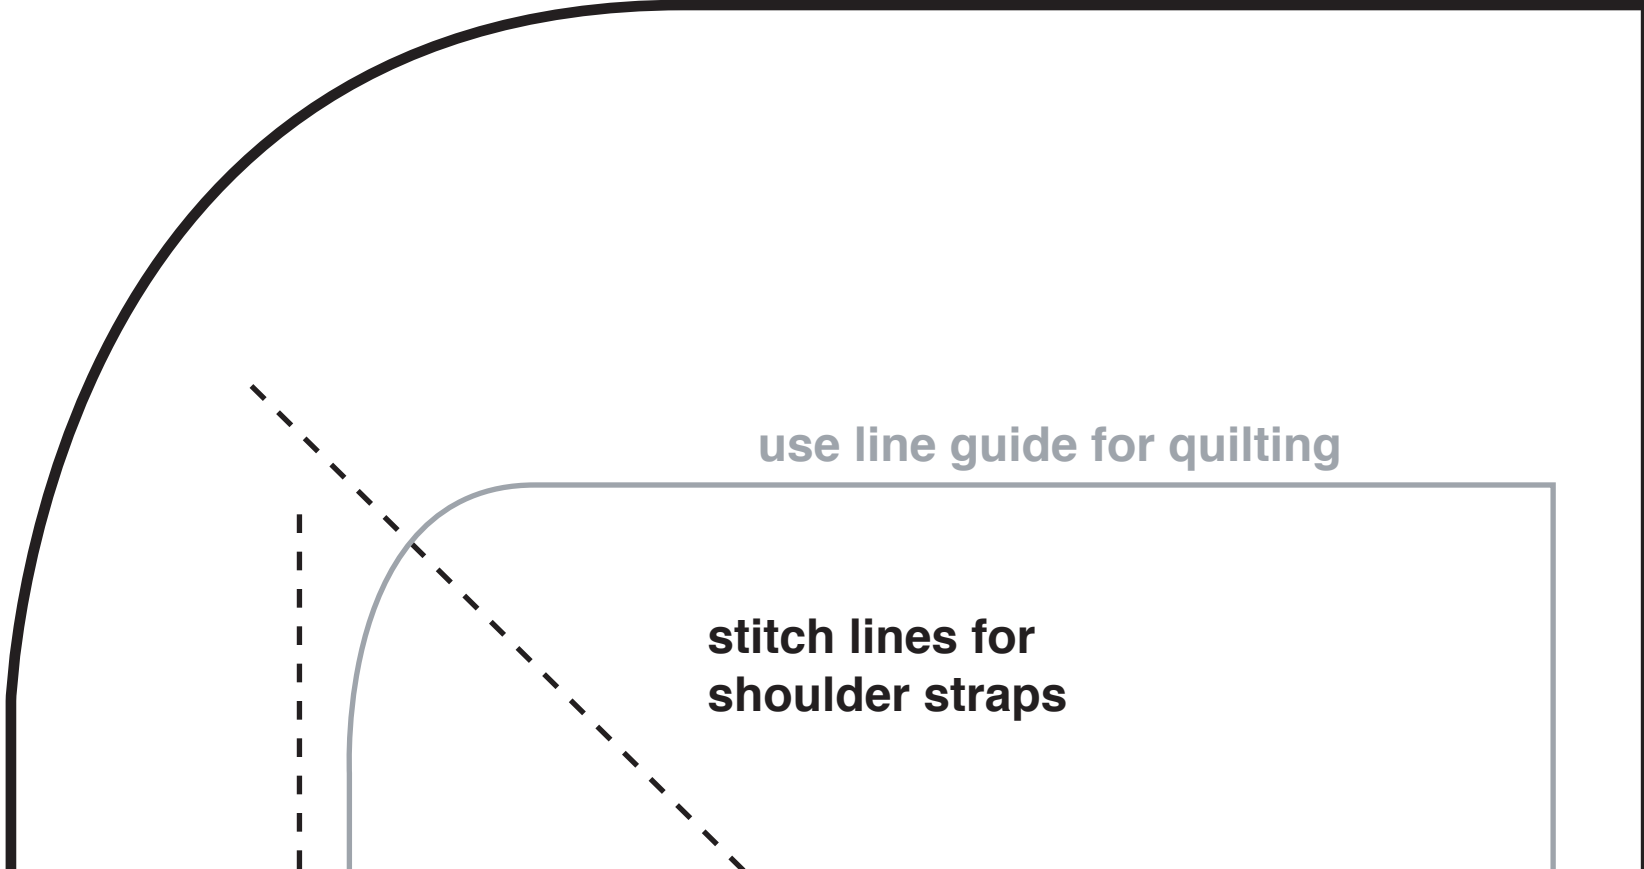 use line guide for quilting
stitch lines for
shoulder straps